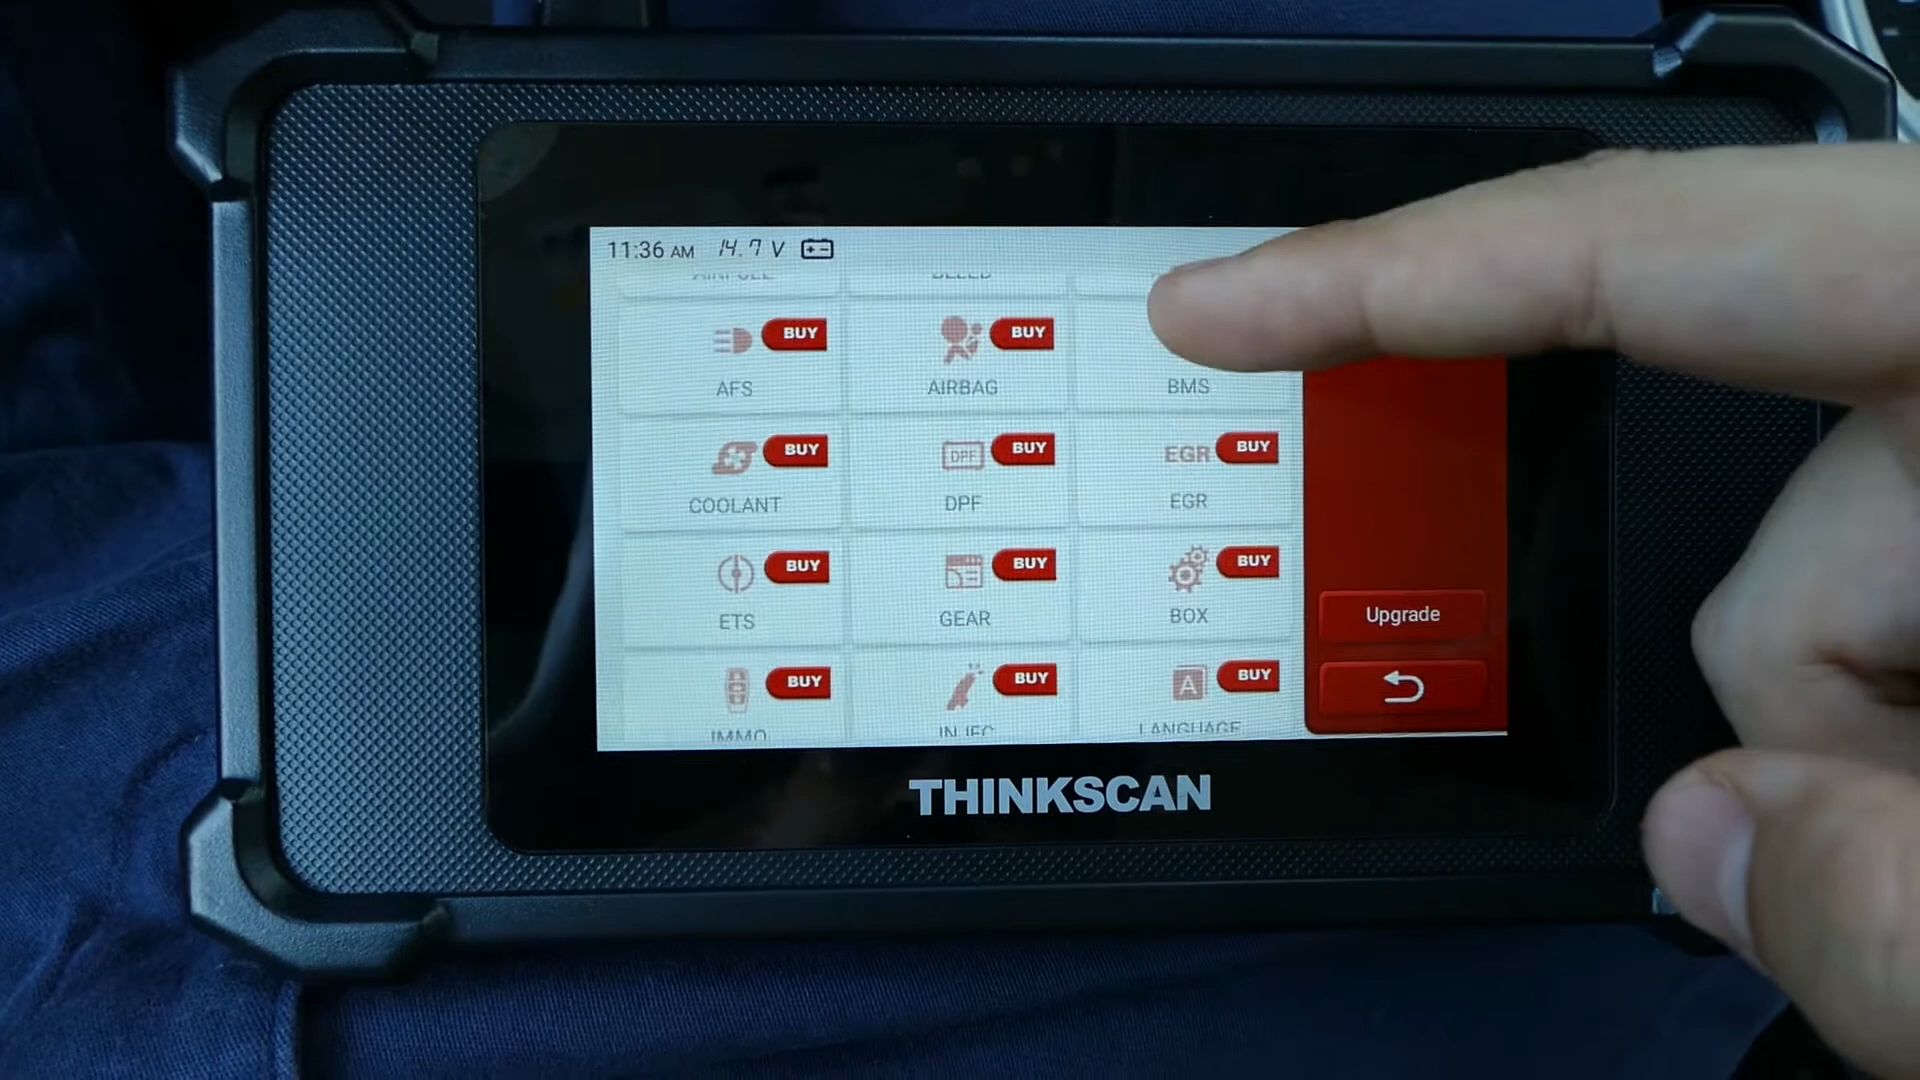 11:36 AM 14.7 V
BUY BUY
AFS AIRBAG BMS
BUY DPF BUY EGR BUY
COOLANT DPF EGR
BUY BUY BUY
ETS GEAR BOX
Upgrade
BUY BUY A BUY
IMMO INJEC LANGUAGE
THINKSCAN